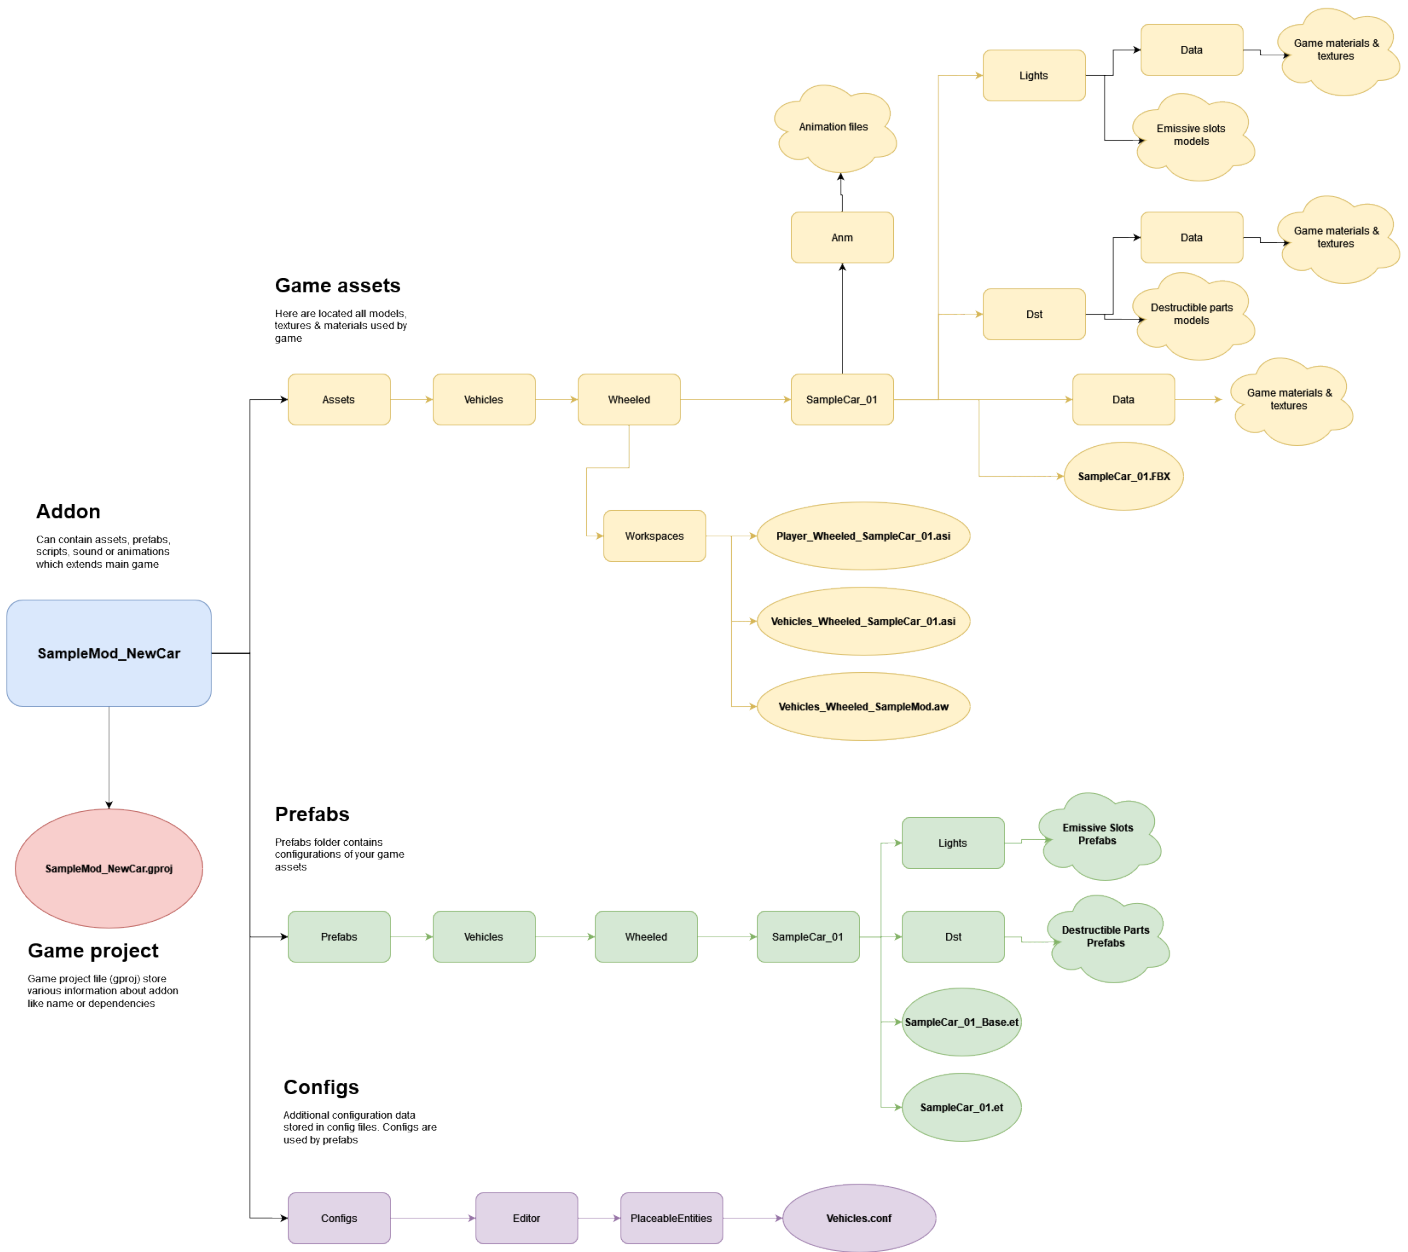 Data
Game materials &
textures
Lights
Animation files
Emissive slots
models
Anm
Data
Game materials &
textures
Game assets
Here are located all models,
textures & materials used by
game
Dst
Destructible parts
models
Assets
Vehicles
Wheeled
SampleCar_01
Data
Game materials &
textures
SampleCar_01.FBX
Addon
Can contain assets, prefabs,
scripts, sound or animations
which extends main game
Workspaces
Player_Wheeled_SampleCar_01.asi
Vehicles_Wheeled_SampleCar_01.asi
SampleMod_NewCar
Vehicles_Wheeled_SampleMod.aw
Prefabs
Prefabs folder contains
configurations of your game
assets
Emissive Slots
Prefabs
Lights
SampleMod_NewCar.gproj
Prefabs
Vehicles
Wheeled
SampleCar_01
Dst
Destructible Parts
Prefabs
Game project
Game project file (gproj) store
various information about addon
like name or dependencies
SampleCar_01_Base.et
Configs
Additional configuration data
stored in config files. Configs are
used by prefabs
SampleCar_01.et
Configs
Editor
PlaceableEntities
Vehicles.conf